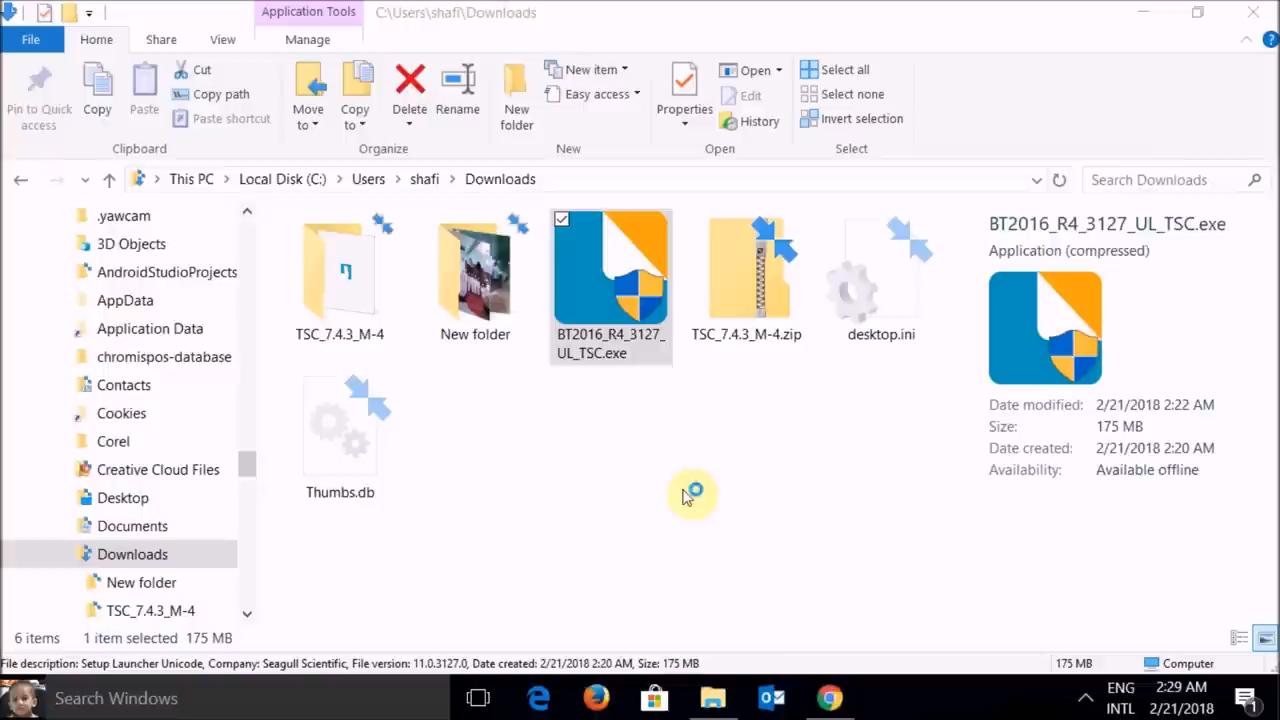 Application Tools C:\Users\shafi\Downloads
File Home Share View Manage
Pin to Quick access
Copy
Paste
Cut
Copy path
Paste shortcut
Clipboard
Move to
Copy to
Delete
Rename
Organize
New folder
New item
Easy access
New
Properties
Open
Edit
History
Open
Select all
Select none
Invert selection
Select
This PC Local Disk (C:) Users shafi Downloads
Search Downloads
.yawcam
3D Objects
AndroidStudioProjects
AppData
Application Data
chromispos-database
Contacts
Cookies
Corel
Creative Cloud Files
Desktop
Documents
Downloads
New folder
TSC_7.4.3_M-4
TSC_7.4.3_M-4
New folder
BT2016_R4_3127_
UL_TSC.exe
TSC_7.4.3_M-4.zip
desktop.ini
Thumbs.db
BT2016_R4_3127_UL_TSC.exe
Application (compressed)
Date modified: 2/21/2018 2:22 AM
Size: 175 MB
Date created: 2/21/2018 2:20 AM
Availability: Available offline
6 items 1 item selected 175 MB
File description: Setup Launcher Unicode, Company: Seagull Scientific, File version: 11.0.3127.0, Date created: 2/21/2018 2:20 AM, Size: 175 MB 175 MB Computer
Search Windows
ENG
INTL
2:29 AM
2/21/2018
1